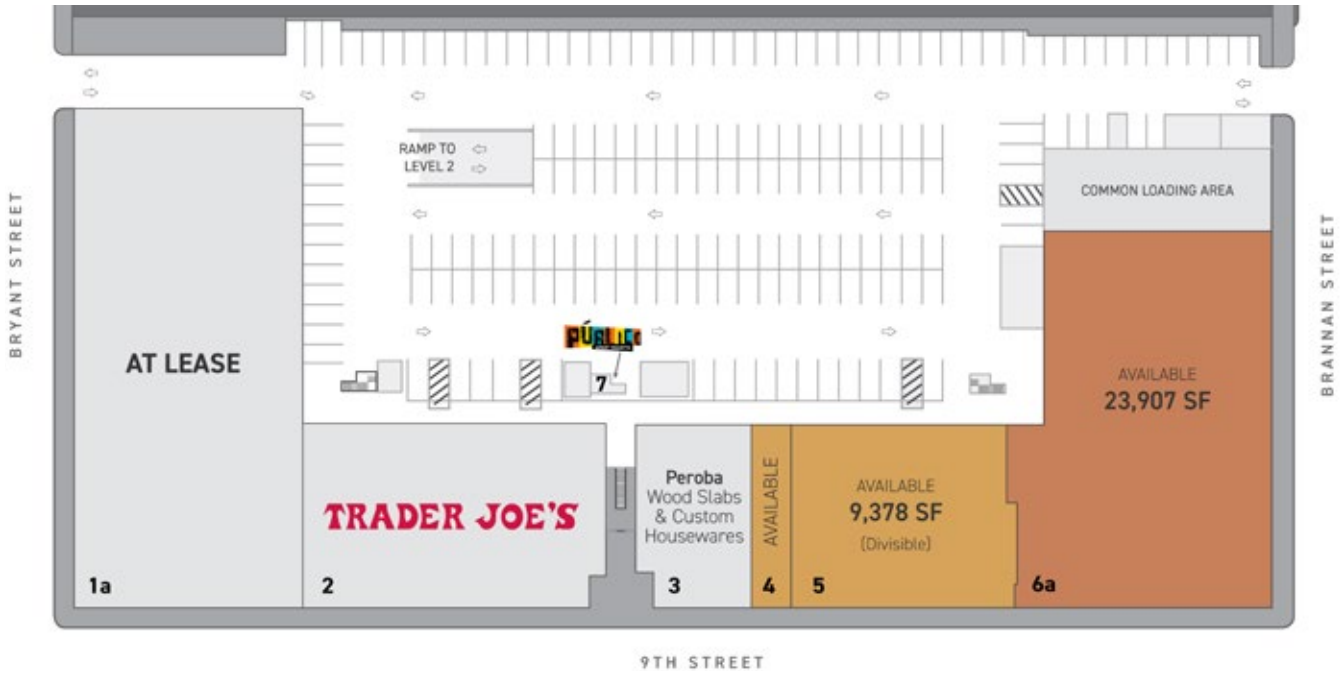 RAMP TO
LEVEL 2
COMMON LOADING AREA
BRYANT STREET
BRANNAN STREET
PÚBLICO
7
AT LEASE
AVAILABLE
23,907 SF
TRADER JOE'S
Peroba
Wood Slabs
& Custom
Housewares
AVAILABLE
AVAILABLE
9,378 SF
(Divisible)
1a
2
3
4
5
6a
9TH STREET